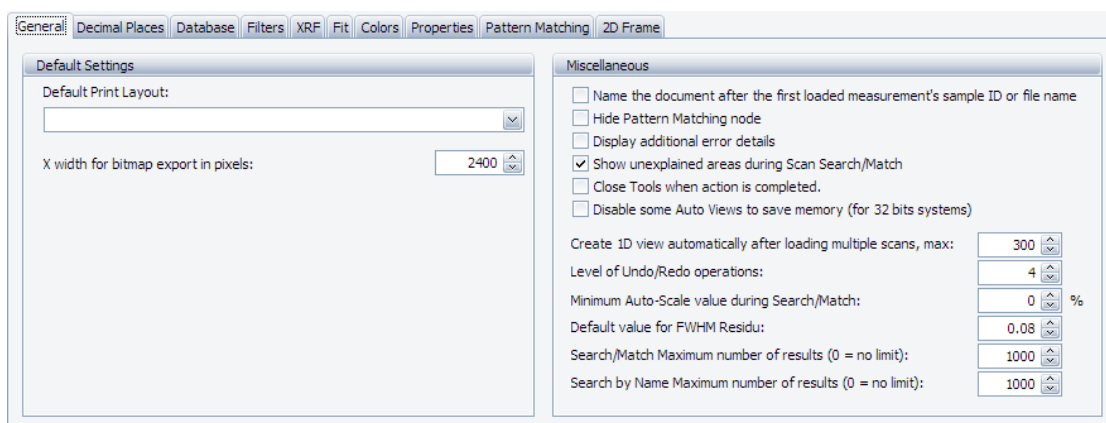 General Decimal Places Database Filters XRF Fit Colors Properties Pattern Matching 2D Frame
Default Settings
Default Print Layout:
X width for bitmap export in pixels: 2400
Miscellaneous
Name the document after the first loaded measurement's sample ID or file name
Hide Pattern Matching node
Display additional error details
Show unexplained areas during Scan Search/Match
Close Tools when action is completed.
Disable some Auto Views to save memory (for 32 bits systems)
Create 1D view automatically after loading multiple scans, max: 300
Level of Undo/Redo operations: 4
Minimum Auto-Scale value during Search/Match: 0 %
Default value for FWHM Residu: 0.08
Search/Match Maximum number of results (0 = no limit): 1000
Search by Name Maximum number of results (0 = no limit): 1000